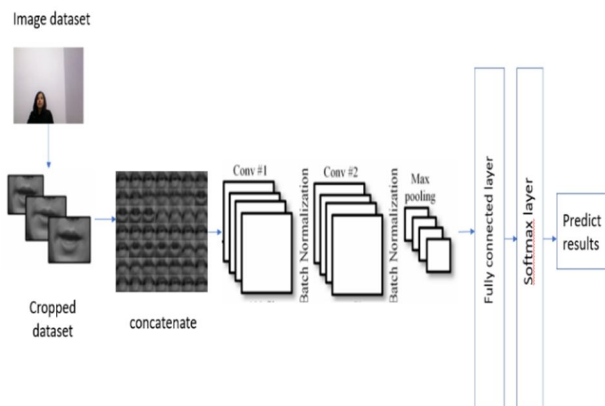 Image dataset
Cropped
dataset
concatenate
Conv #1
Batch Normalization
Conv #2
Batch Normalization
Max
pooling
Fully connected layer
Softmax layer
Predict
results